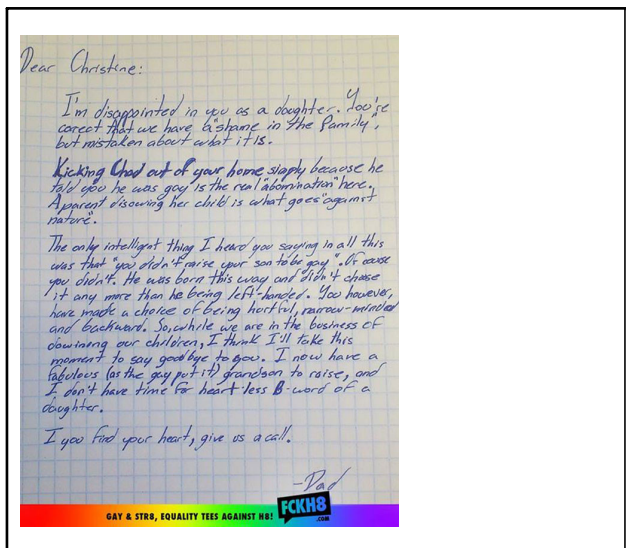 Dear Christine:
I'm disappointed in you as a daughter. You're
corect that we have a "shame in the family",
but mistaken about what it is.
Kicking Chad out of your home simply because he
told you he was gay is the real "abomination" here.
A parent disowing her child is what goes "against
nature".
The only intelligent thing I heard you saying in all this
was that "you didn't raise your son to be gay". Of couse
you didn't. He was born this way and didn't chose
it any more than he being left-handed. You however,
have made a choice of being hurtful, narrow-minded
and backward. So, while we are in the business of
disowning our children, I think I'll take this
moment to say goodbye to you. I now have a
fabulous (as the gay put it) grandson to raise, and
I don't have time for heart-less B-word of a
daughter.
I you find your heart, give us a call.
-Dad
GAY & STR8, EQUALITY TEES AGAINST H8! FCKH8
.COM